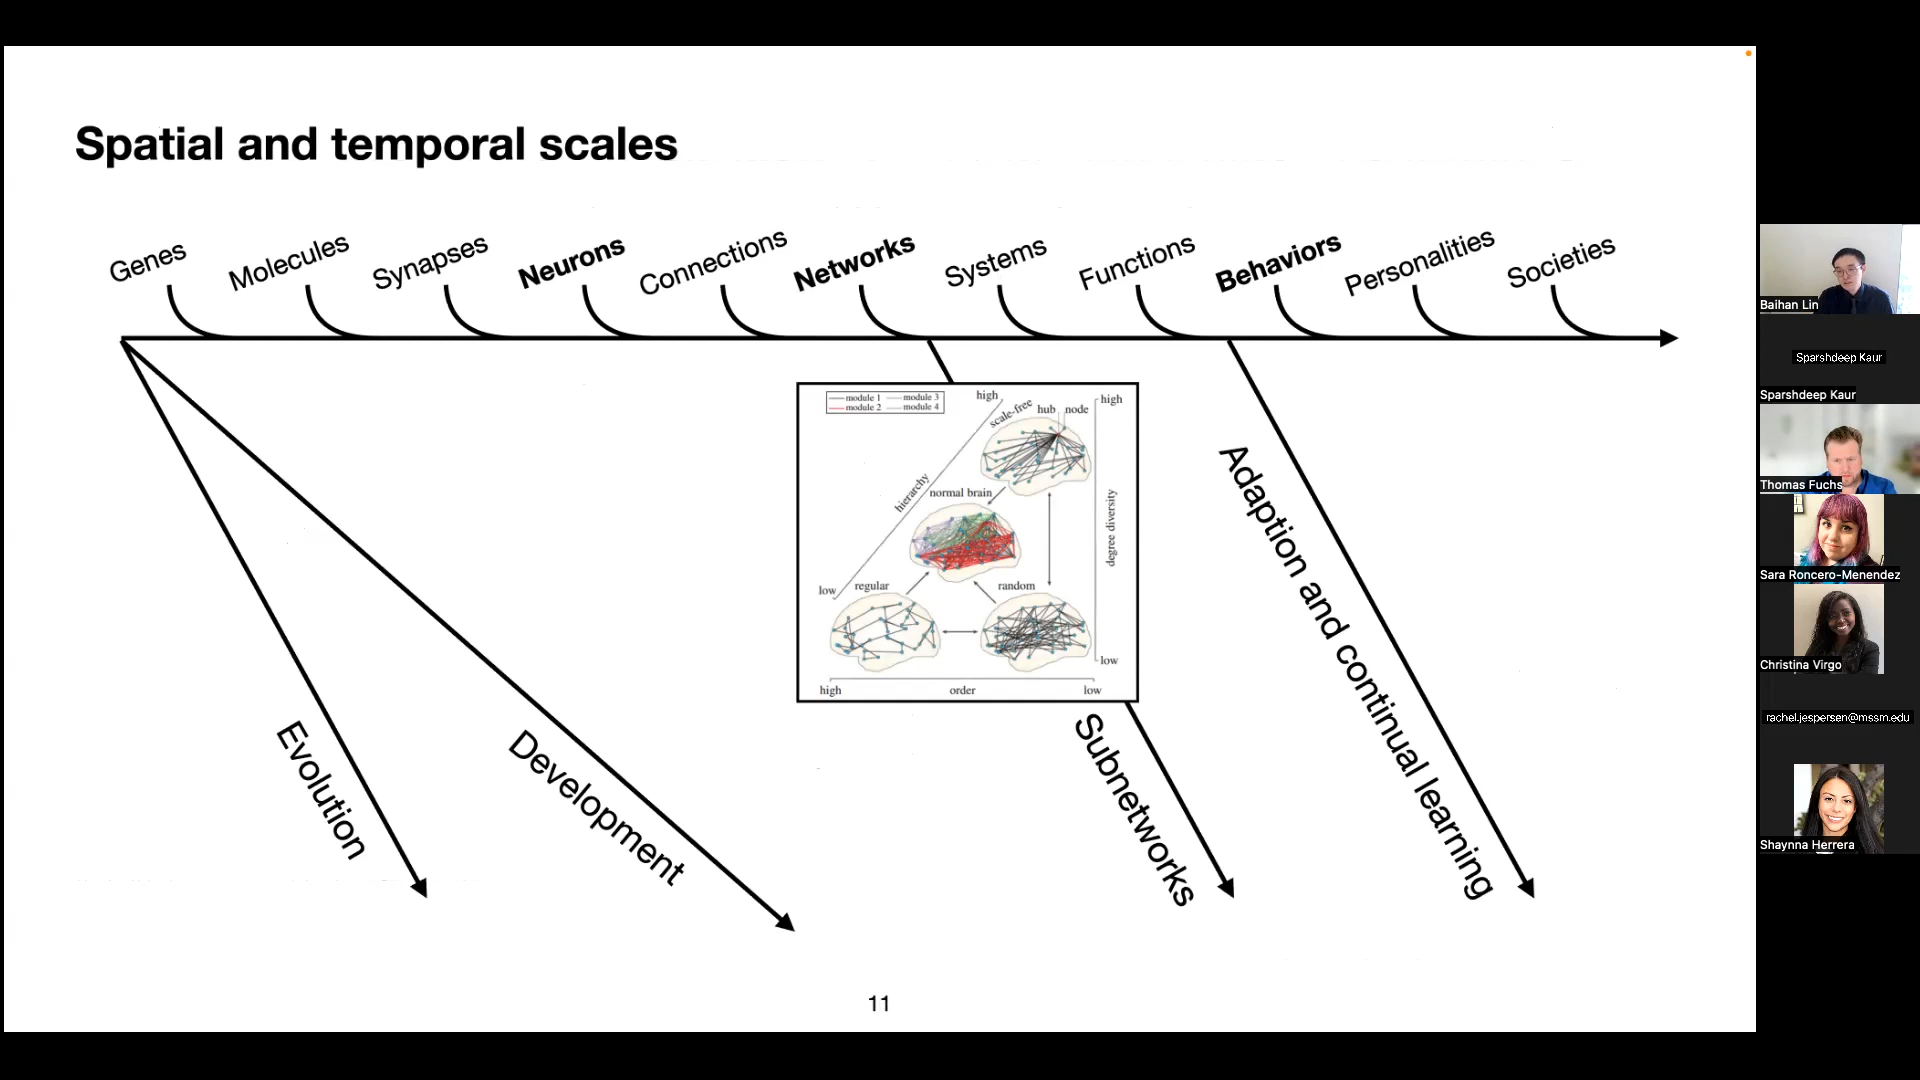 Spatial and temporal scales
Genes
Molecules
Synapses
Neurons
Connections
Networks
Systems
Functions
Behaviors
Personalities
Societies
module 1 module 3
module 2 module 4
high
scale-free
hub node
high
hierarchy
normal brain
degree diversity
low
regular
random
low
high
order
low
Evolution
Development
Subnetworks
Adaption and continual learning
11
Baihan Lin
Sparshdeep Kaur
Sparshdeep Kaur
Thomas Fuchs
Sara Roncero-Menendez
Christina Virgo
rachel.jespersen@mssm.edu
Shaynna Herrera